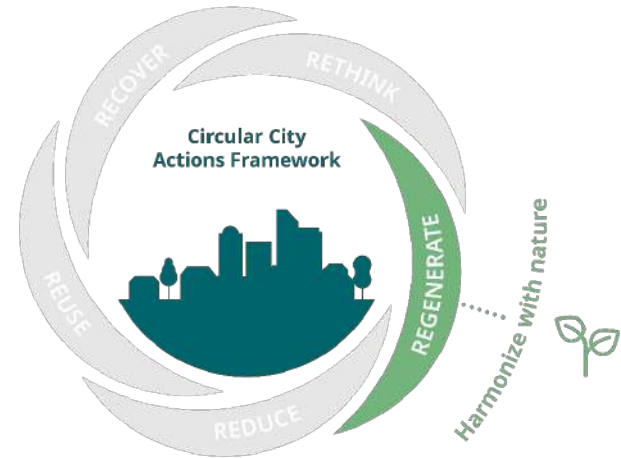 Circular City
Actions Framework
RETHINK
REGENERATE
Harmonize with nature
REDUCE
REUSE
RECOVER